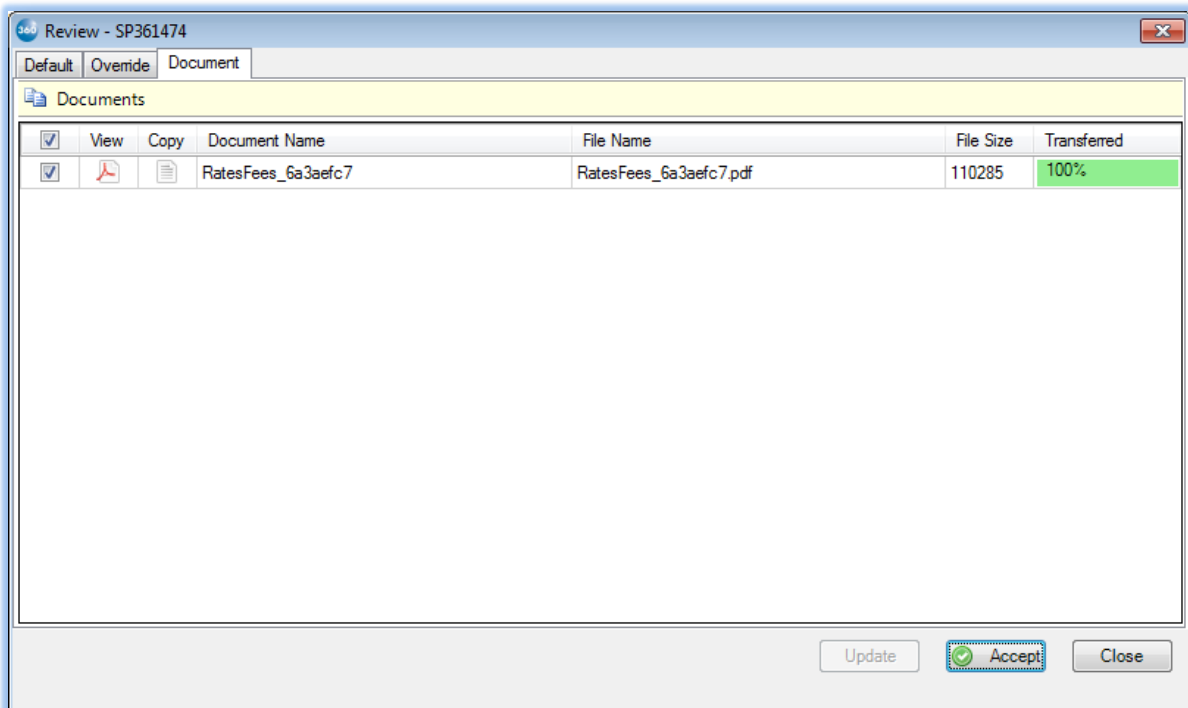 360 Review - SP361474
Default Override Document
Documents
View Copy Document Name File Name File Size Transferred
RatesFees_6a3aefc7 RatesFees_6a3aefc7.pdf 110285 100%
Update Accept Close